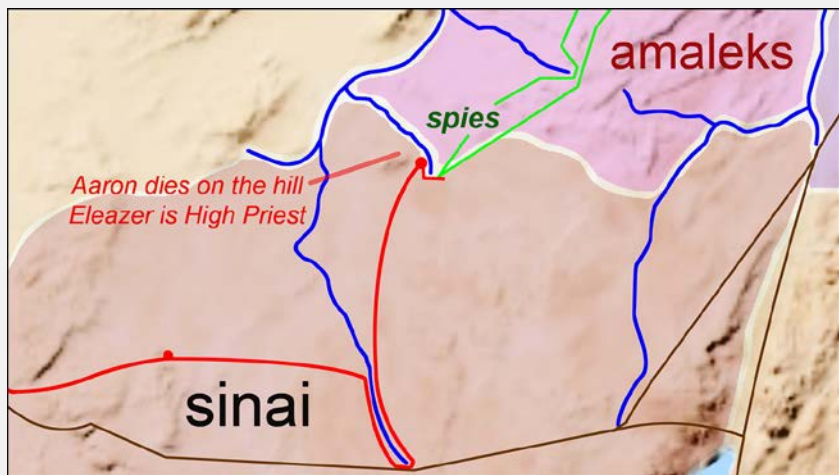 amaleks
spies
Aaron dies on the hill
Eleazer is High Priest
sinai